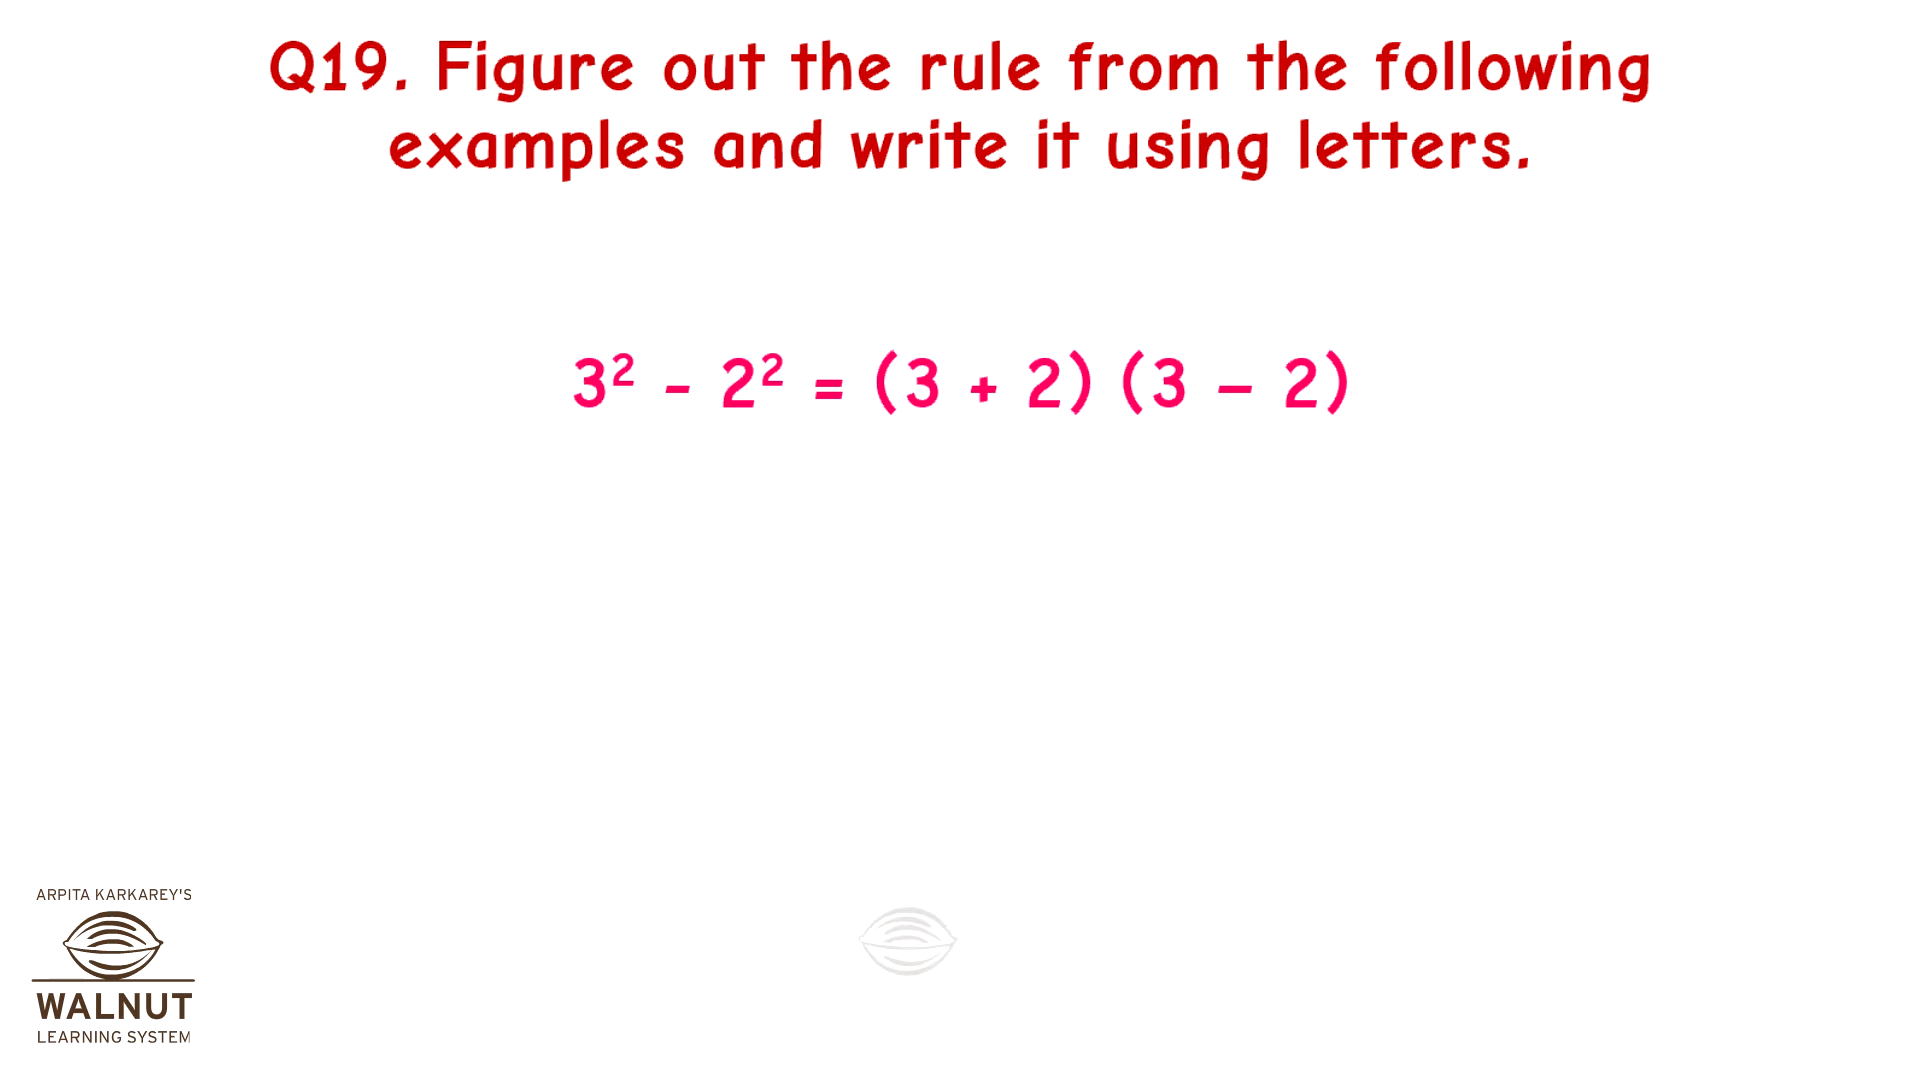 Q19. Figure out the rule from the following
examples and write it using letters.
3² - 2² = (3 + 2) (3 – 2)
ARPITA KARKAREY'S
WALNUT
LEARNING SYSTEM